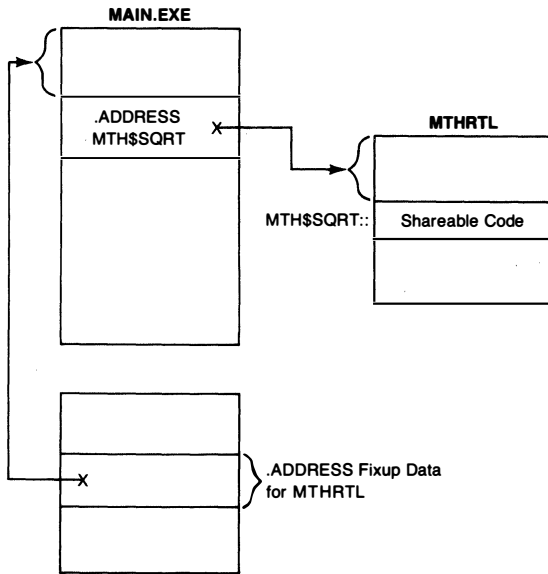 MAIN.EXE
.ADDRESS
MTH$SQRT
X
MTHRTL
MTH$SQRT::
Shareable Code
X
.ADDRESS Fixup Data
for MTHRTL